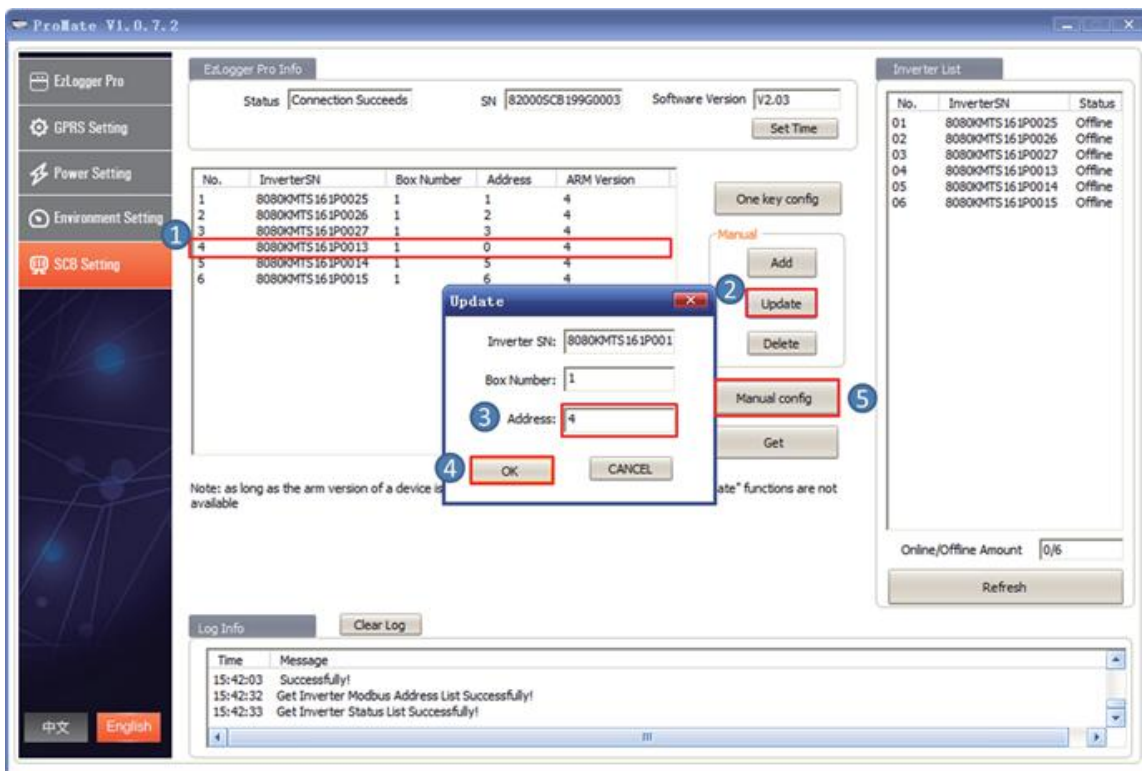 ProMate V1.0.7.2
EzLogger Pro
GPRS Setting
Power Setting
Environment Setting
SCB Setting
中文 English
EzLogger Pro Info
Status Connection Succeeds SN 82000SCB199G0003 Software Version V2.03
Set Time
No. InverterSN Box Number Address ARM Version
1 8080KMTS161P0025 1 1 4
2 8080KMTS161P0026 1 2 4
3 8080KMTS161P0027 1 3 4
1
4 8080KMTS161P0013 1 0 4
5 8080KMTS161P0014 1 5 4
6 8080KMTS161P0015 1 6 4
One key config
Manual
Add
2 Update
Delete
Manual config 5
Get
Update
Inverter SN: 8080KMTS161P001
Box Number: 1
3 Address: 4
4 OK CANCEL
Note: as long as the arm version of a device is ate" functions are not
available
Inverter List
No. InverterSN Status
01 8080KMTS161P0025 Offline
02 8080KMTS161P0026 Offline
03 8080KMTS161P0027 Offline
04 8080KMTS161P0013 Offline
05 8080KMTS161P0014 Offline
06 8080KMTS161P0015 Offline
Online/Offline Amount 0/6
Refresh
Log Info Clear Log
Time Message
15:42:03 Successfully!
15:42:32 Get Inverter Modbus Address List Successfully!
15:42:33 Get Inverter Status List Successfully!